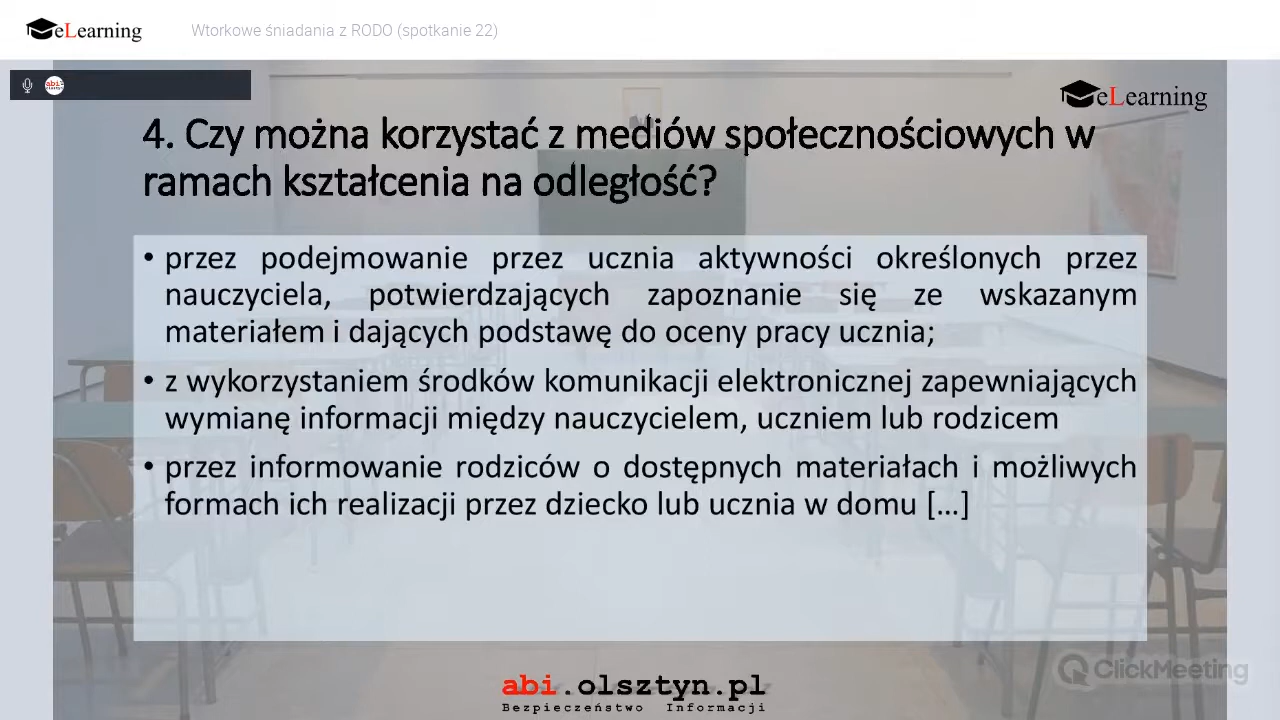 eLearning
Wtorkowe śniadania z RODO (spotkanie 22)
eLearning
4. Czy można korzystać z mediów społecznościowych w
ramach kształcenia na odległość?
• przez podejmowanie przez ucznia aktywności określonych przez
nauczyciela, potwierdzających zapoznanie się ze wskazanym
materiałem i dających podstawę do oceny pracy ucznia;
• z wykorzystaniem środków komunikacji elektronicznej zapewniających
wymianę informacji między nauczycielem, uczniem lub rodzicem
• przez informowanie rodziców o dostępnych materiałach i możliwych
formach ich realizacji przez dziecko lub ucznia w domu [...]
ClickMeeting
abi.olsztyn.pl
Bezpieczeństwo Informacji